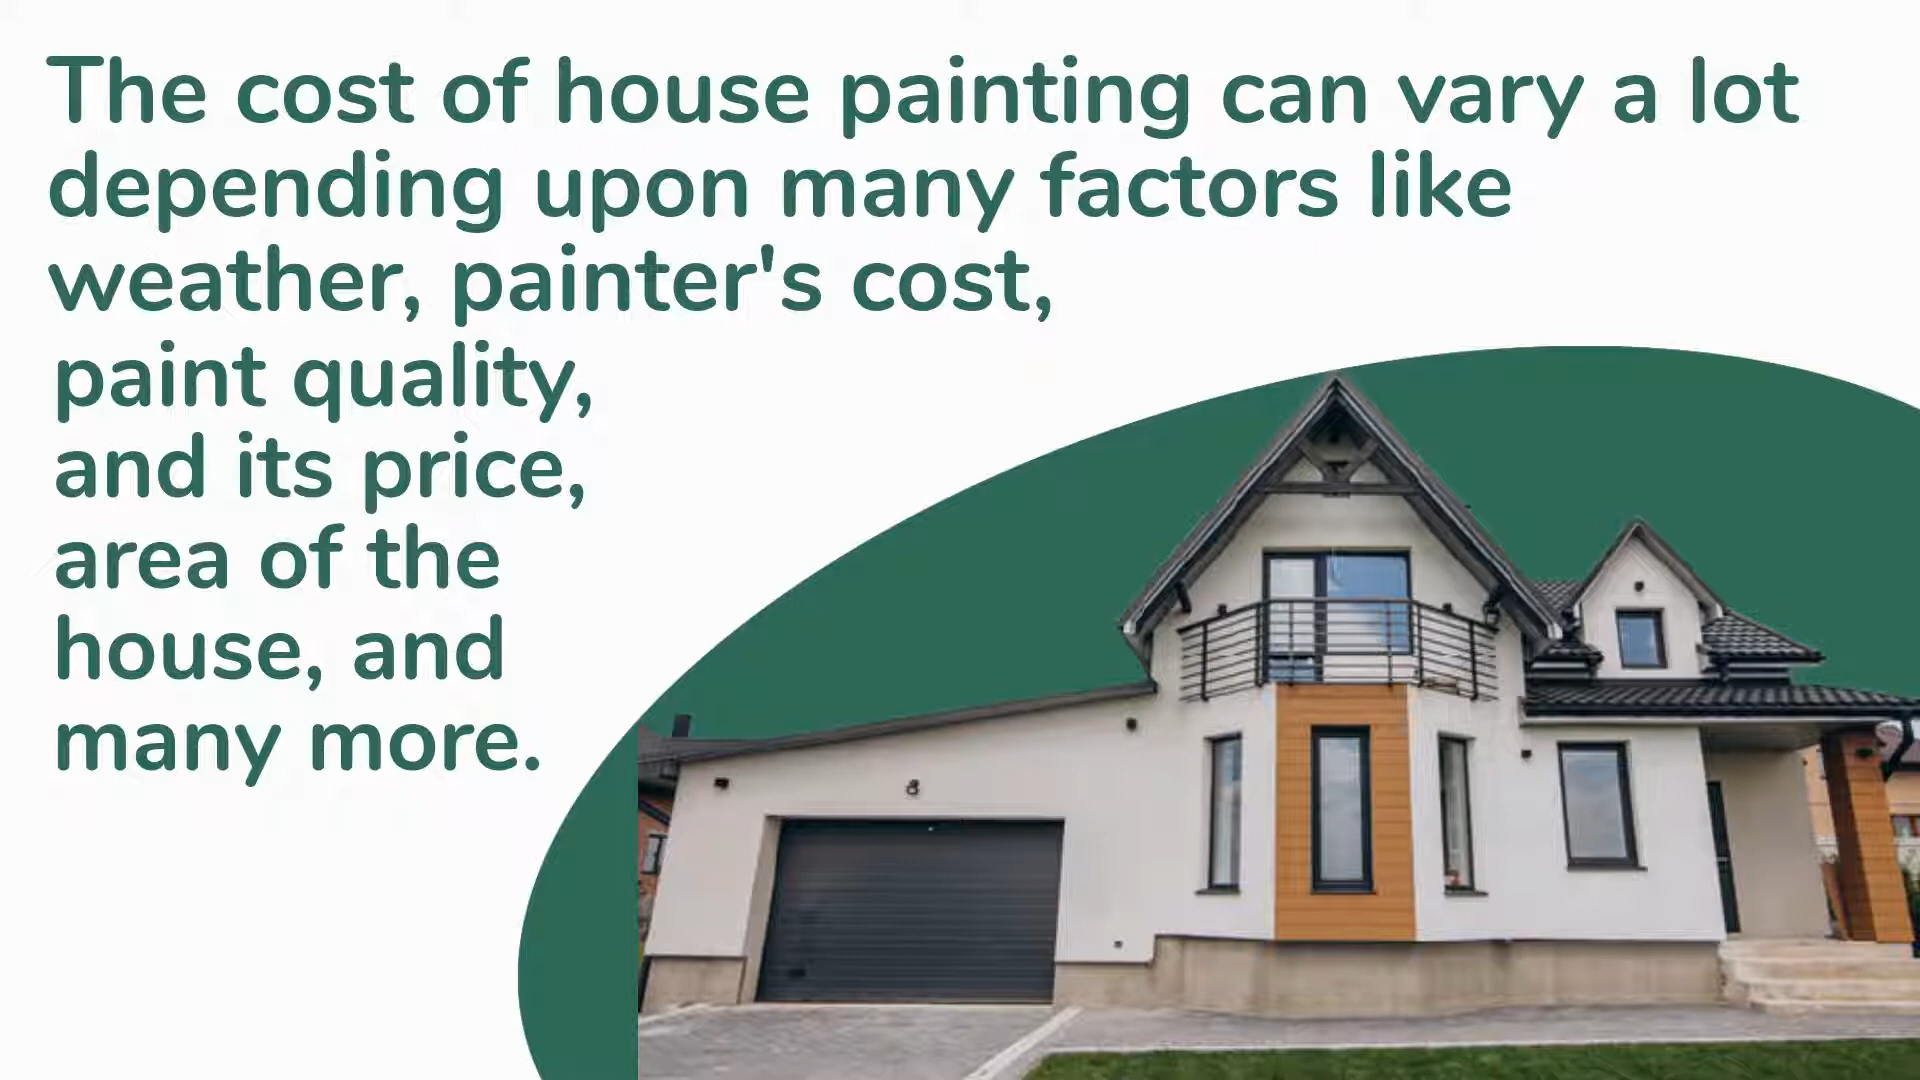 The cost of house painting can vary a lot
depending upon many factors like
weather, painter's cost,
paint quality,
and its price,
area of the
house, and
many more.